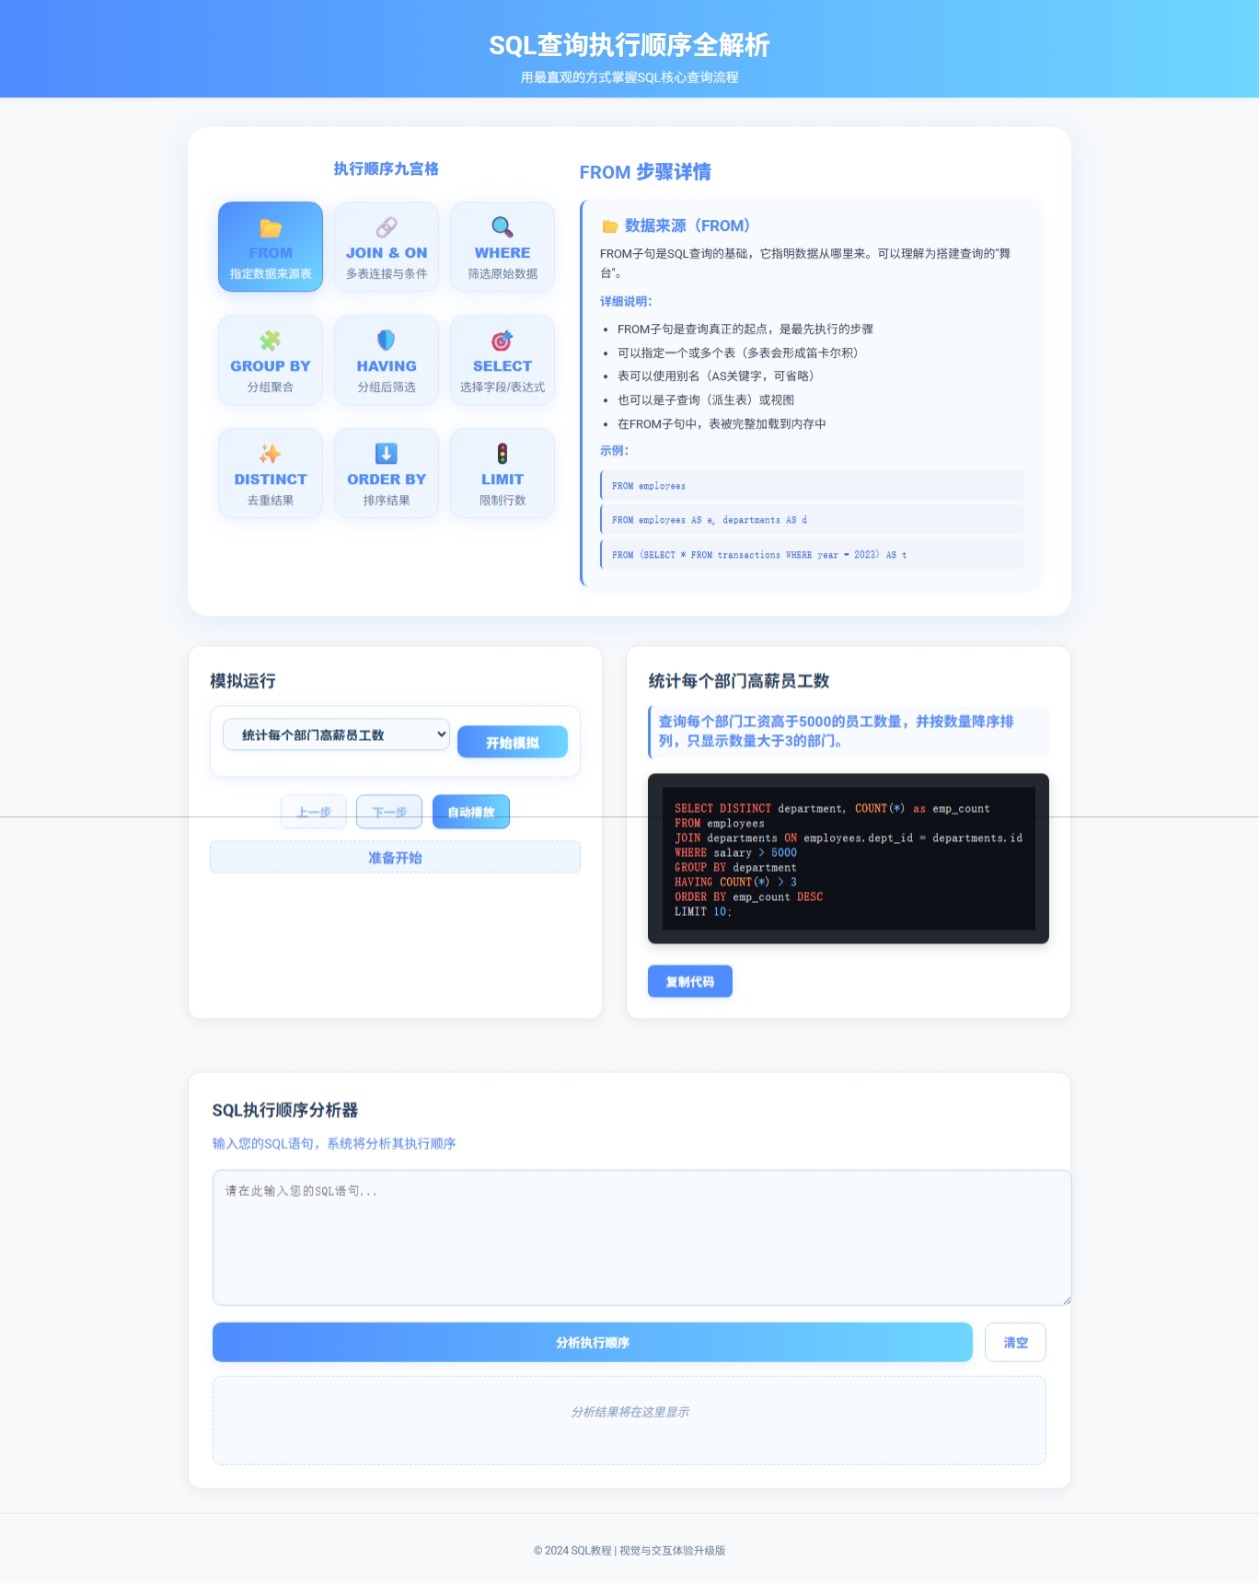 SQL查询执行顺序全解析
用最直观的方式掌握SQL核心查询流程
执行顺序九宫格
FROM
指定数据来源表
JOIN & ON
多表连接与条件
WHERE
筛选原始数据
GROUP BY
分组聚合
HAVING
分组后筛选
SELECT
选择字段/表达式
DISTINCT
去重结果
ORDER BY
排序结果
LIMIT
限制行数
FROM 步骤详情
数据来源（FROM）
FROM子句是SQL查询的基础，它指明数据从哪里来。可以理解为搭建查询的"舞
台"。
详细说明：
• FROM子句是查询真正的起点，是最先执行的步骤
• 可以指定一个或多个表（多表会形成笛卡尔积）
• 表可以使用别名（AS关键字，可省略）
• 也可以是子查询（派生表）或视图
• 在FROM子句中，表被完整加载到内存中
示例：
FROM employees
FROM employees AS e, departments AS d
FROM (SELECT * FROM transactions WHERE year = 2023) AS t
模拟运行
统计每个部门高薪员工数
开始模拟
上一步 下一步 自动播放
准备开始
统计每个部门高薪员工数
查询每个部门工资高于5000的员工数量，并按数量降序排
列，只显示数量大于3的部门。
SELECT DISTINCT department, COUNT(*) as emp_count
FROM employees
JOIN departments ON employees.dept_id = departments.id
WHERE salary > 5000
GROUP BY department
HAVING COUNT(*) > 3
ORDER BY emp_count DESC
LIMIT 10;
复制代码
SQL执行顺序分析器
输入您的SQL语句，系统将分析其执行顺序
请在此输入您的SQL语句...
分析执行顺序
清空
分析结果将在这里显示
© 2024 SQL教程 | 视觉与交互体验升级版